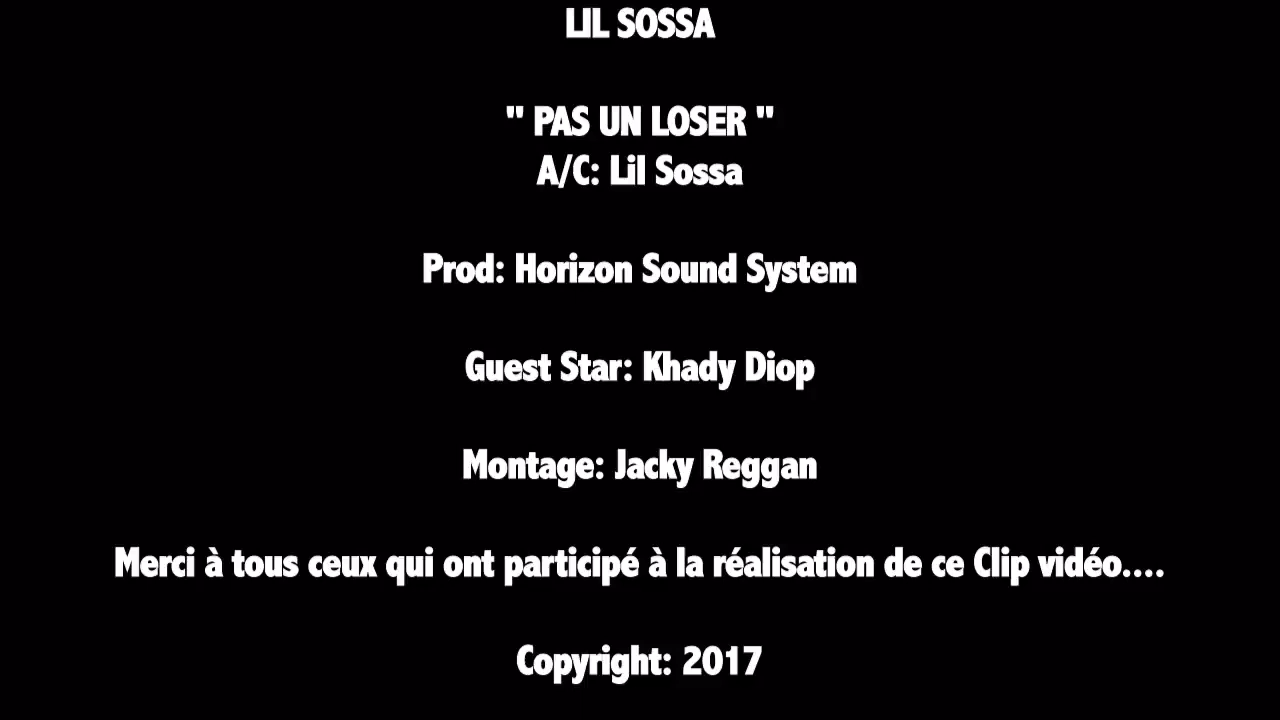 LIL SOSSA
" PAS UN LOSER "
A/C: Lil Sossa
Prod: Horizon Sound System
Guest Star: Khady Diop
Montage: Jacky Reggan
Merci à tous ceux qui ont participé à la réalisation de ce Clip vidéo....
Copyright: 2017